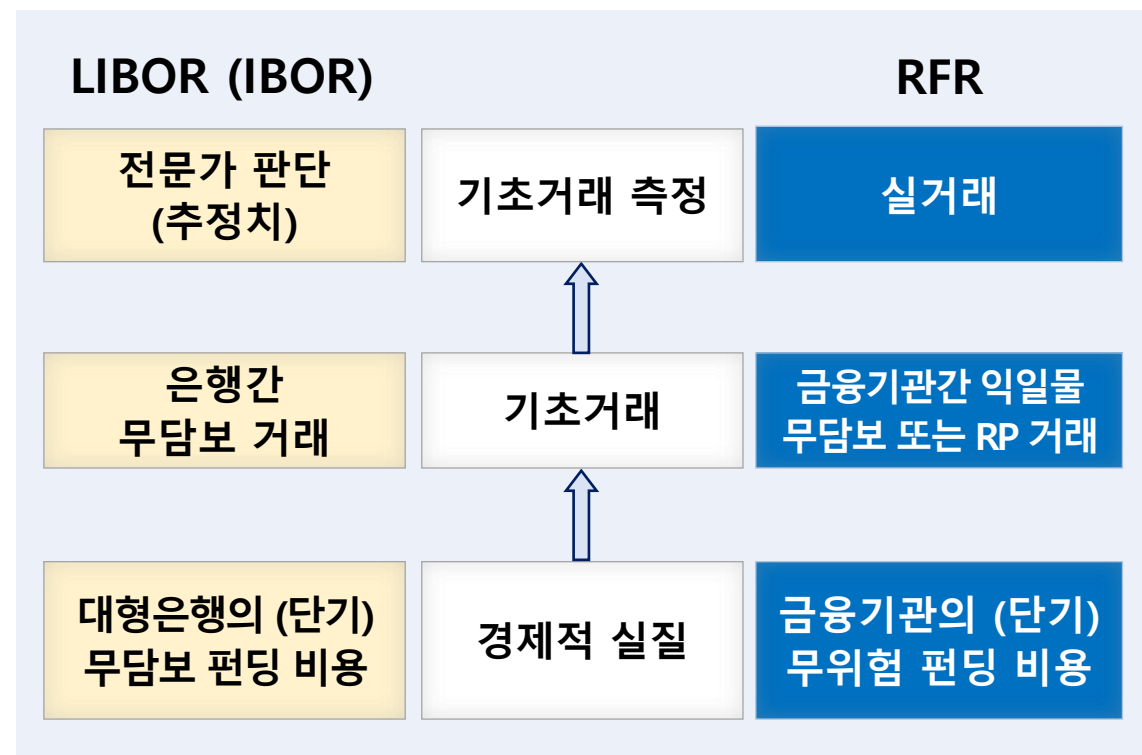 LIBOR (IBOR)
RFR
전문가 판단
(추정치)
기초거래 측정
실거래
은행간
무담보 거래
기초거래
금융기관간 익일물
무담보 또는 RP 거래
대형은행의 (단기)
무담보 펀딩 비용
경제적 실질
금융기관의 (단기)
무위험 펀딩 비용